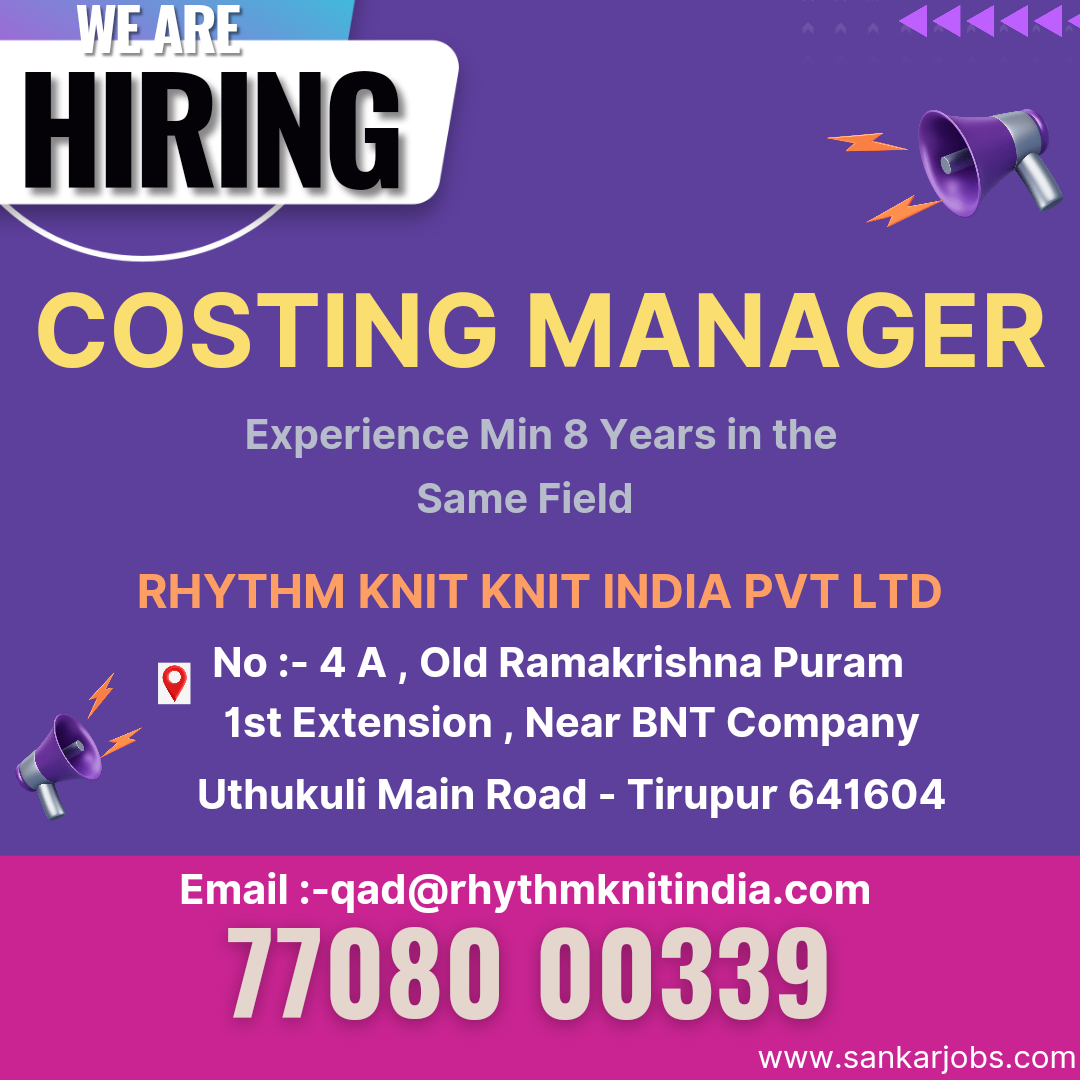 WE ARE
HIRING
COSTING MANAGER
Experience Min 8 Years in the
Same Field
RHYTHM KNIT KNIT INDIA PVT LTD
No :- 4 A , Old Ramakrishna Puram
1st Extension , Near BNT Company
Uthukuli Main Road - Tirupur 641604
Email :-qad@rhythmknitindia.com
77080 00339
www.sankarjobs.com